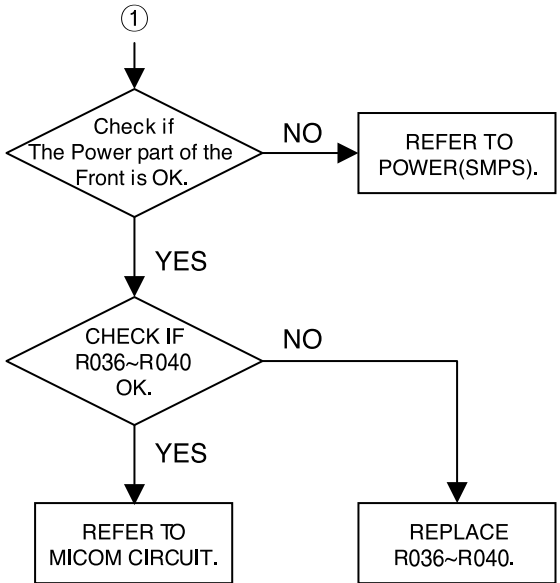 ①
Check if
The Power part of the
Front is OK.
NO
REFER TO
POWER(SMPS).
YES
CHECK IF
R036~R040
OK.
NO
YES
REFER TO
MICOM CIRCUIT.
REPLACE
R036~R040.